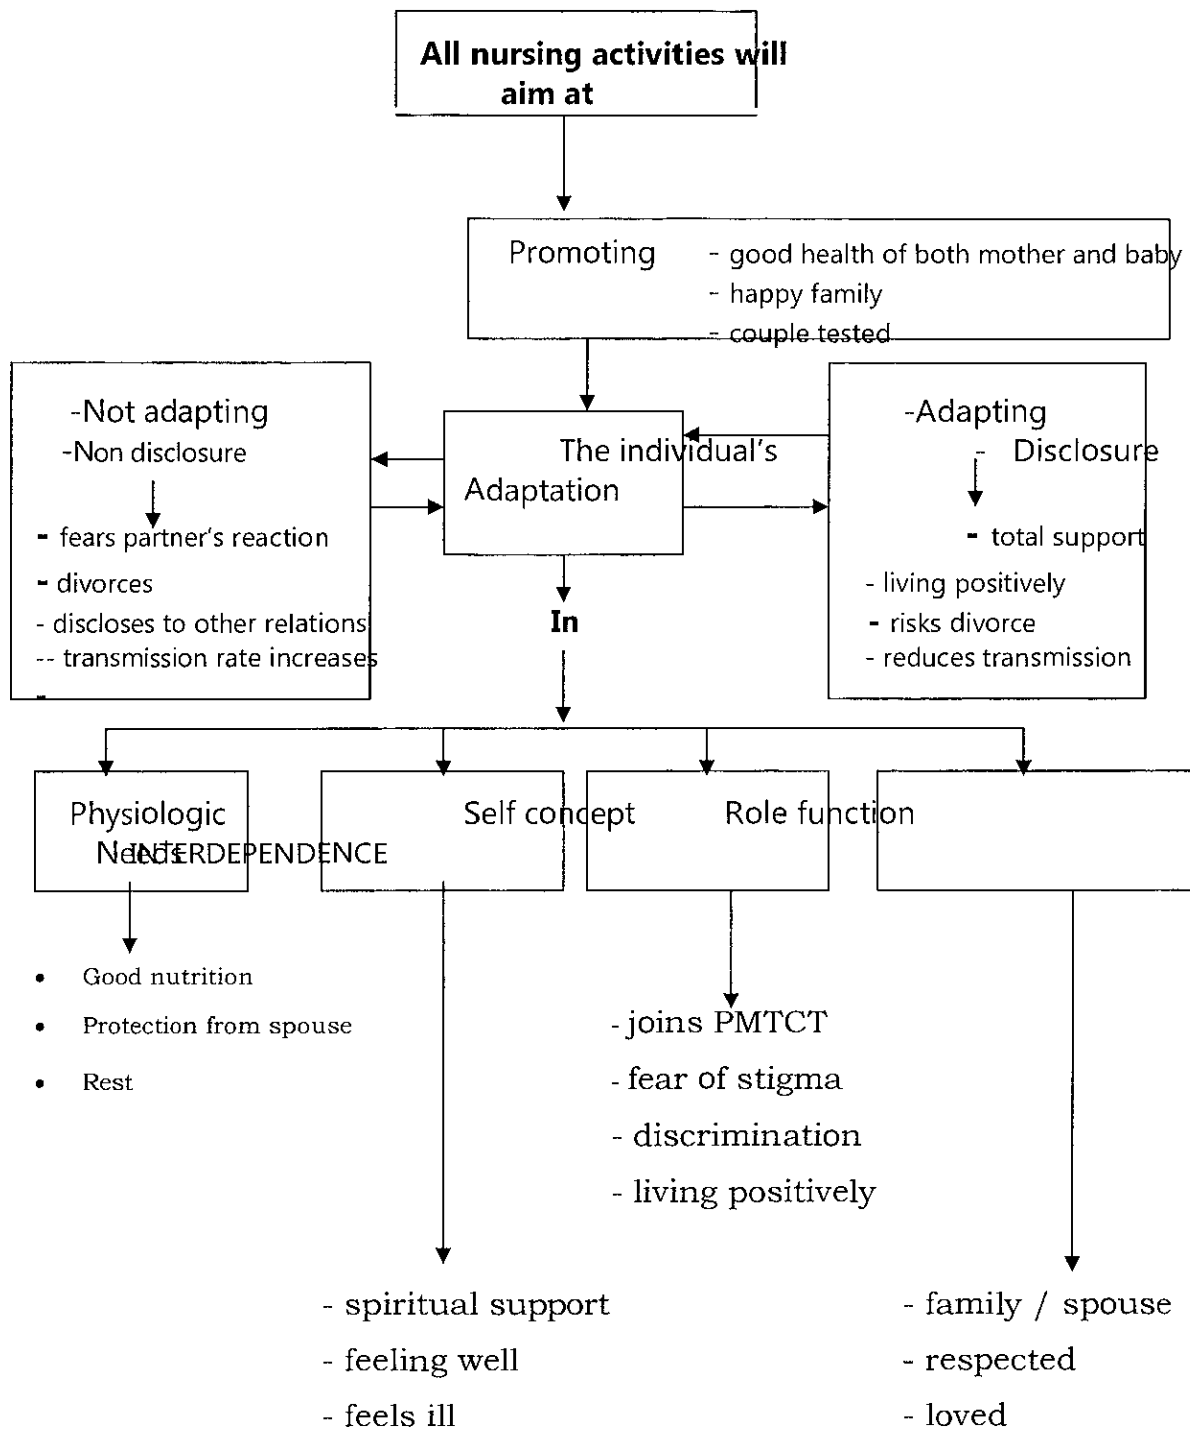 All nursing activities will
aim at
Promoting
- good health of both mother and baby
- happy family
- couple tested
-Not adapting
-Non disclosure
- fears partner's reaction
- divorces
- discloses to other relations
-- transmission rate increases
-
The individual's
Adaptation
-Adapting
- Disclosure
- total support
- living positively
- risks divorce
- reduces transmission
In
Physiologic
Needs
INTERDEPENDENCE
Self concept
Role function
• Good nutrition
• Protection from spouse
• Rest
- joins PMTCT
- fear of stigma
- discrimination
- living positively
- spiritual support
- feeling well
- feels ill
- family / spouse
- respected
- loved